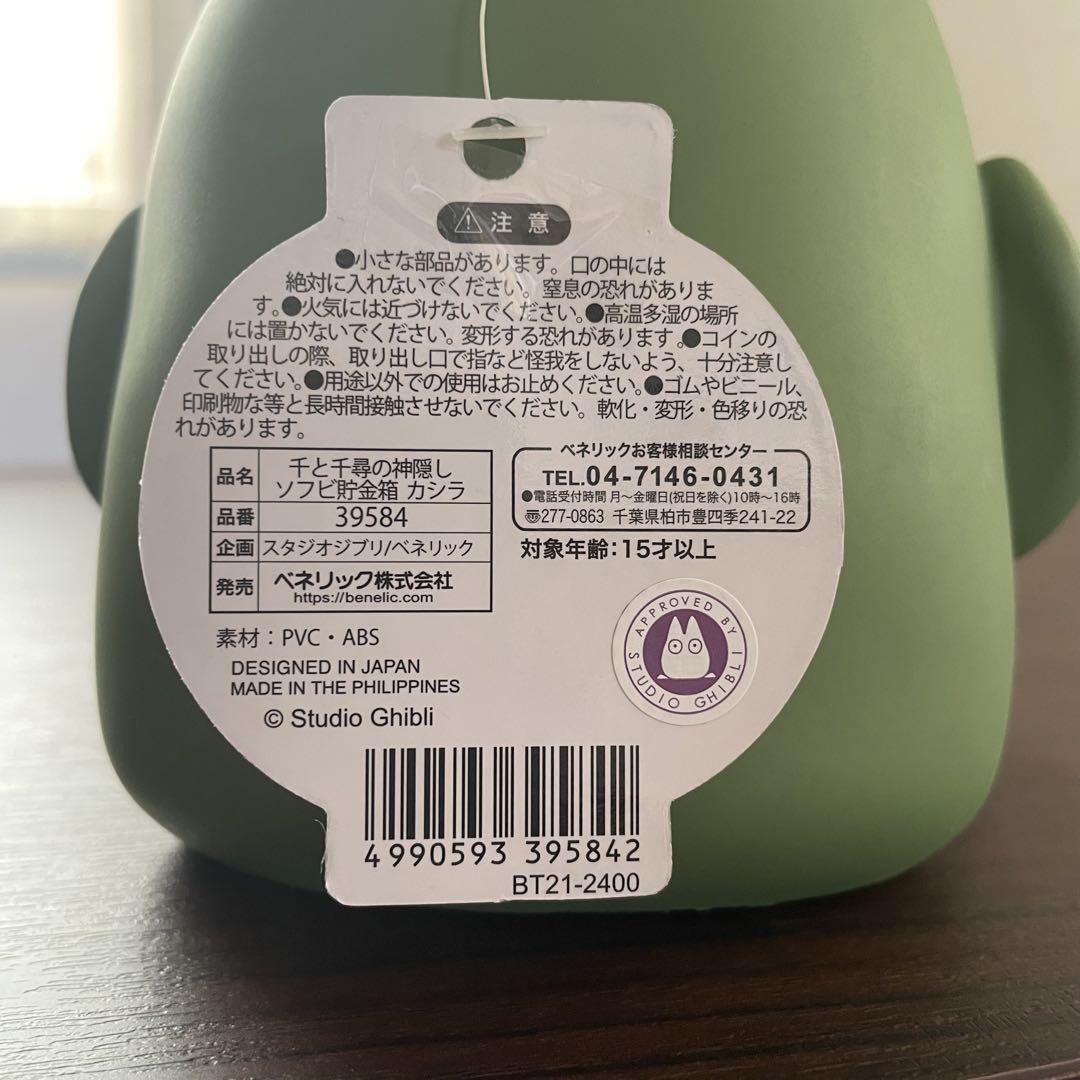 注意
●小さな部品があります。口の中には
絶対に入れないでください。窒息の恐れがありま
す。●火気には近づけないでください。●高温多湿の場所
には置かないでください。変形する恐れがあります。●コインの
取り出しの際、取り出し口で指など怪我をしないよう、十分注意し
てください。●用途以外での使用はお止めください。●ゴムやビニール、
印刷物な等と長時間接触させないでください。軟化・変形・色移りの恐
れがあります。
品名 千と千尋の神隠し
ソフビ貯金箱 カシラ
品番 39584
企画 スタジオジブリ/ベネリック
発売 ベネリック株式会社
https://benelic.com
ベネリックお客様相談センター
TEL.04-7146-0431
●電話受付時間 月〜金曜日(祝日を除く)10時〜16時
〠277-0863 千葉県柏市豊四季241-22
対象年齢:15才以上
素材:PVC・ABS
DESIGNED IN JAPAN
MADE IN THE PHILIPPINES
© Studio Ghibli
APPROVED BY
STUDIO GHIBLI
4 990593 395842
BT21-2400